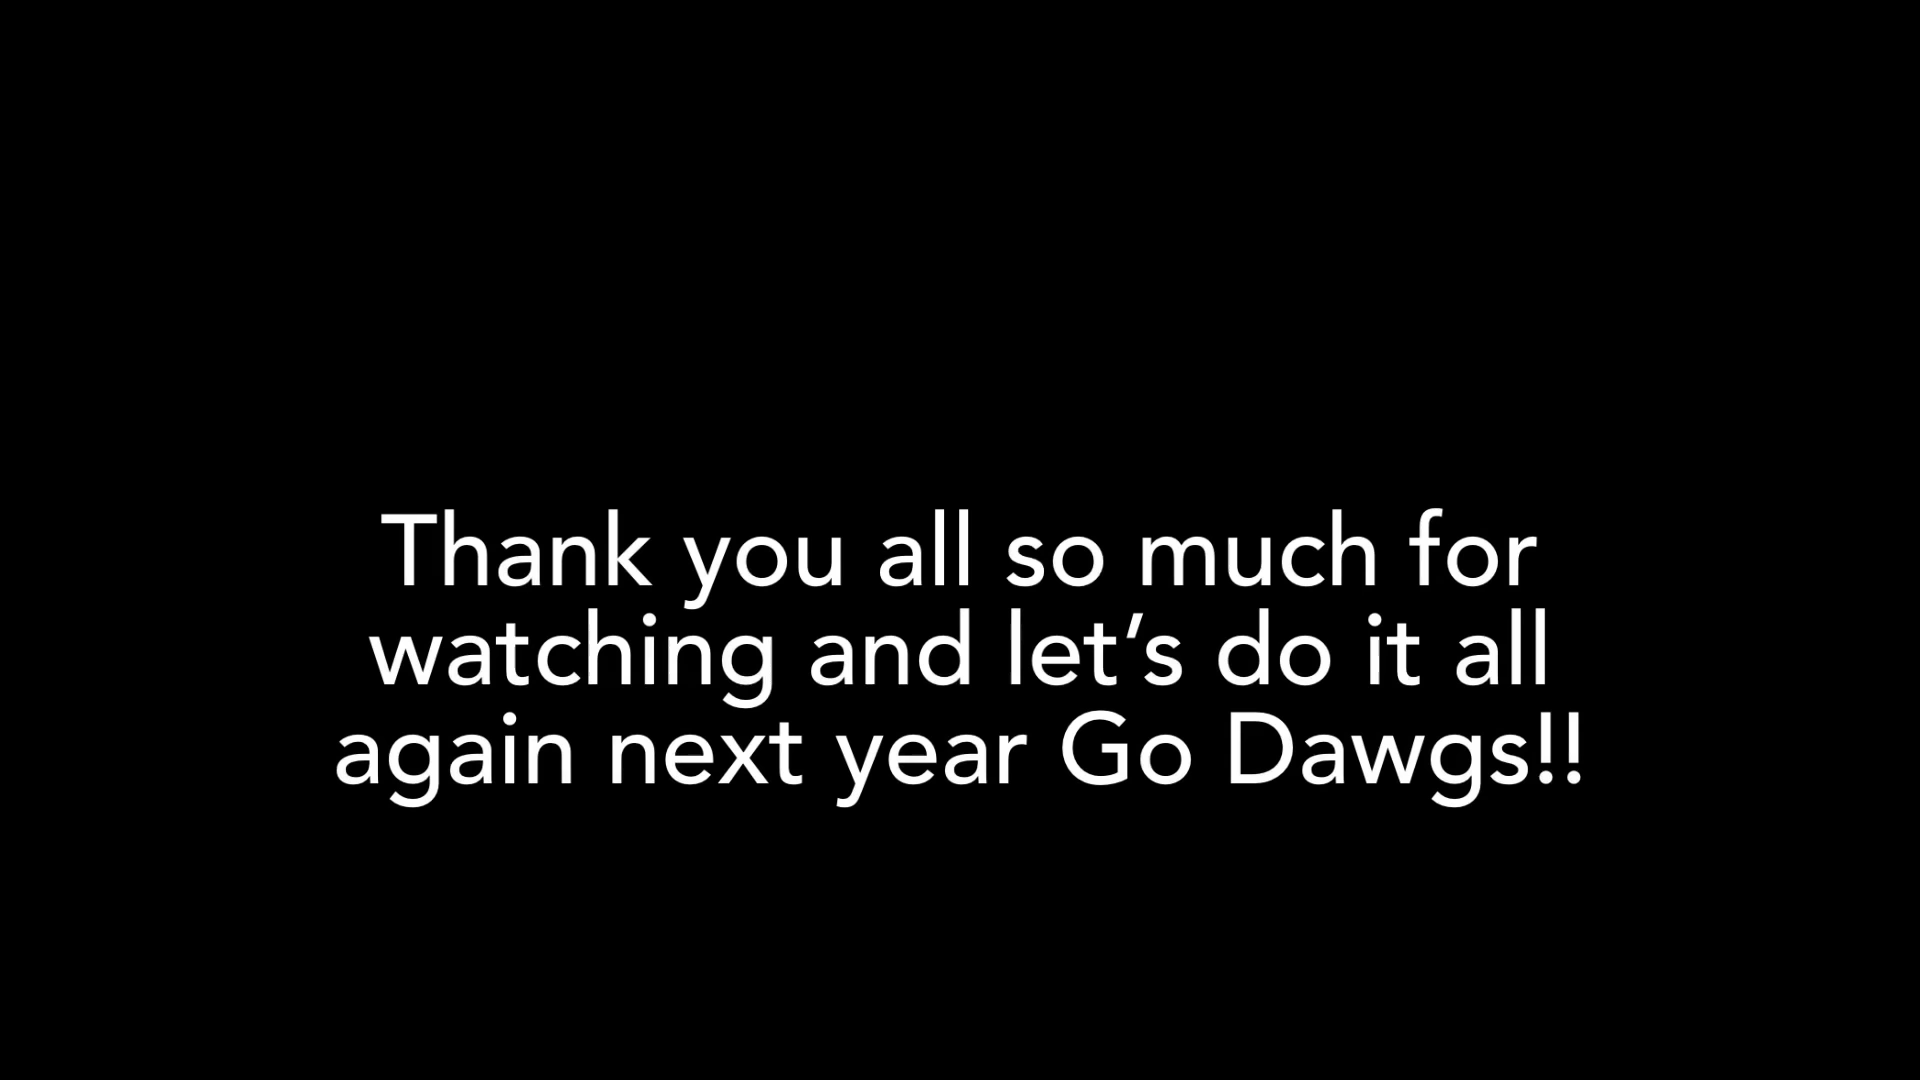 Thank you all so much for
watching and let’s do it all
again next year Go Dawgs!!